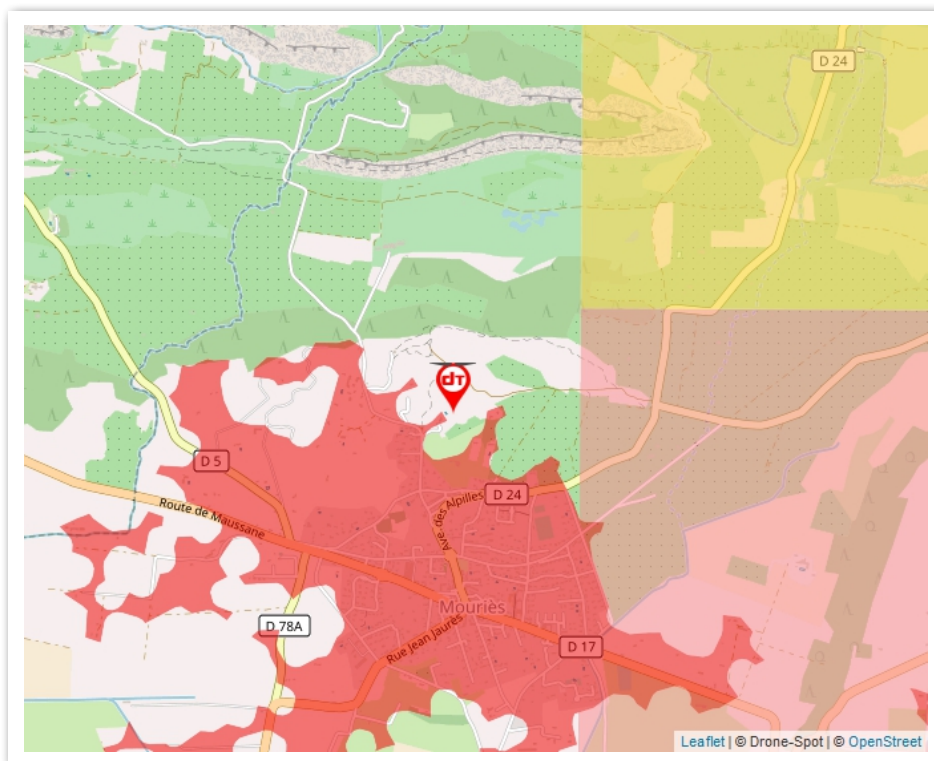 D 24
dT
D 5
Route de Maussane
Ave. des Alpilles
D 24
Mouriès
D 78A
Rue Jean Jaurès
D 17
Leaflet | © Drone-Spot | © OpenStreet